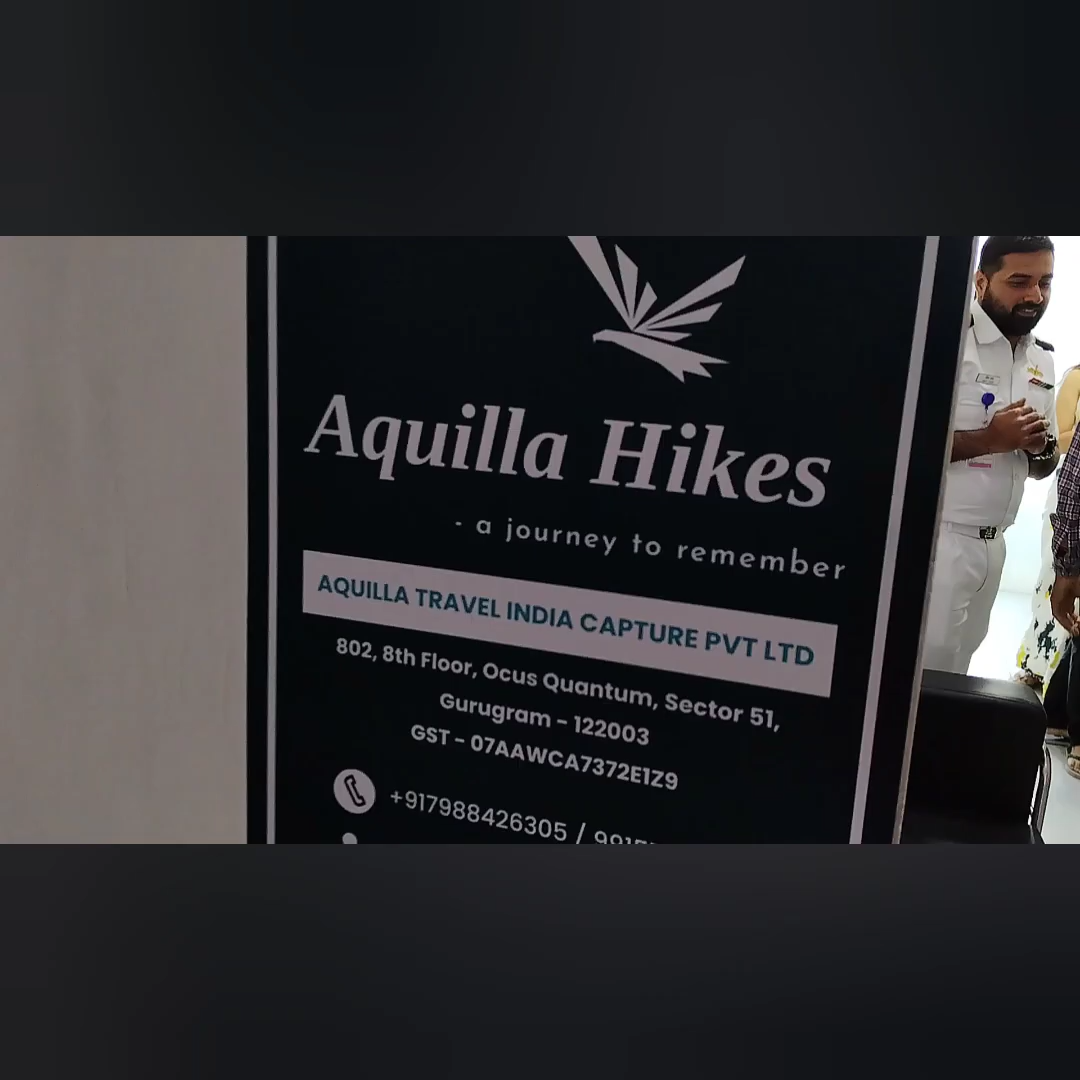 Aquilla Hikes
- a journey to remember
AQUILLA TRAVEL INDIA CAPTURE PVT LTD
802, 8th Floor, Ocus Quantum, Sector 51,
Gurugram - 122003
GST - 07AAWCA7372E1Z9
+917988426305 /